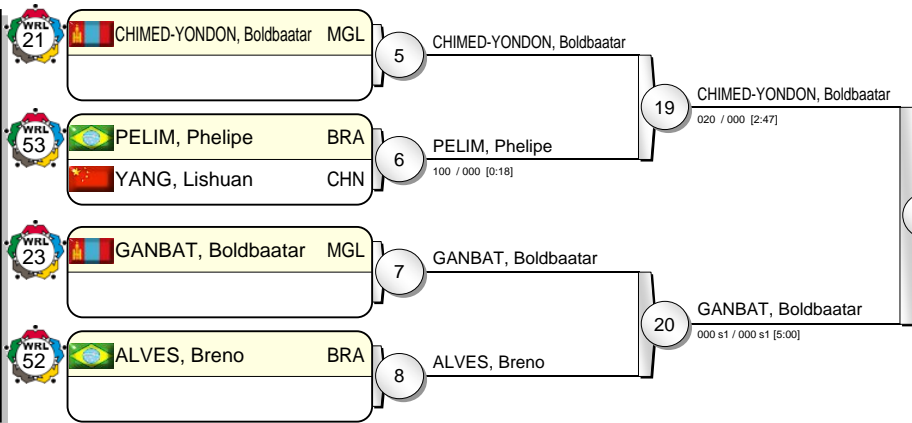 WRL
21
CHIMED-YONDON, Boldbaatar MGL
5
CHIMED-YONDON, Boldbaatar
19
CHIMED-YONDON, Boldbaatar
020 / 000 [2:47]
WRL
53
PELIM, Phelipe BRA
YANG, Lishuan CHN
6
PELIM, Phelipe
100 / 000 [0:18]
WRL
23
GANBAT, Boldbaatar MGL
7
GANBAT, Boldbaatar
20
GANBAT, Boldbaatar
000 s1 / 000 s1 [5:00]
WRL
52
ALVES, Breno BRA
8
ALVES, Breno